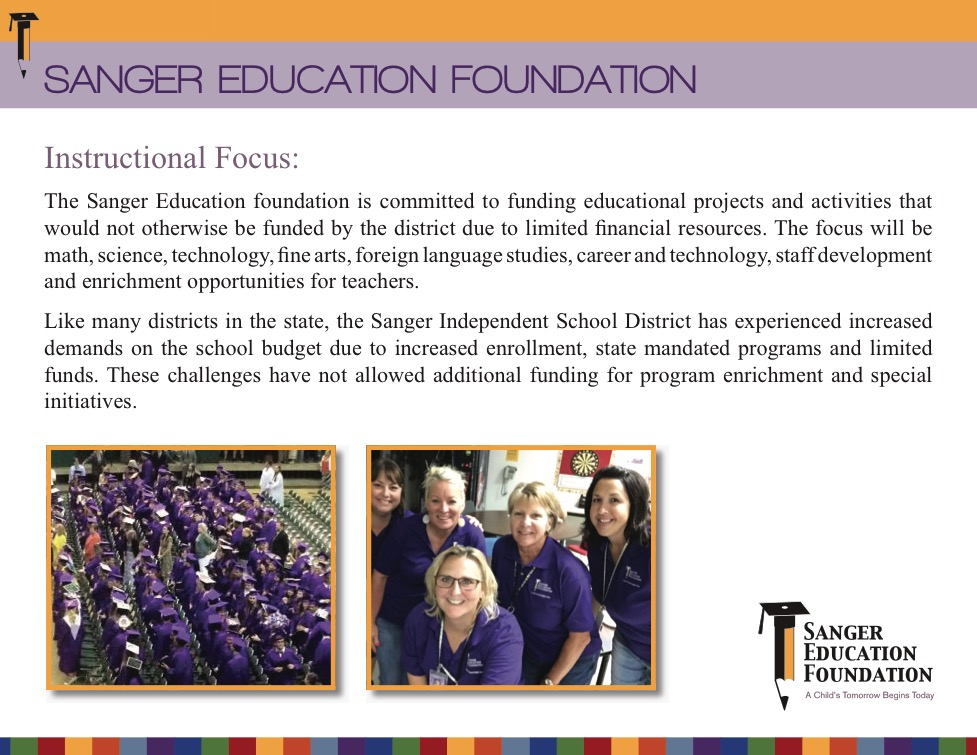 SANGER EDUCATION FOUNDATION
Instructional Focus:
The Sanger Education foundation is committed to funding educational projects and activities that
would not otherwise be funded by the district due to limited financial resources. The focus will be
math, science, technology, fine arts, foreign language studies, career and technology, staff development
and enrichment opportunities for teachers.
Like many districts in the state, the Sanger Independent School District has experienced increased
demands on the school budget due to increased enrollment, state mandated programs and limited
funds. These challenges have not allowed additional funding for program enrichment and special
initiatives.
SANGER
EDUCATION
FOUNDATION
A Child's Tomorrow Begins Today